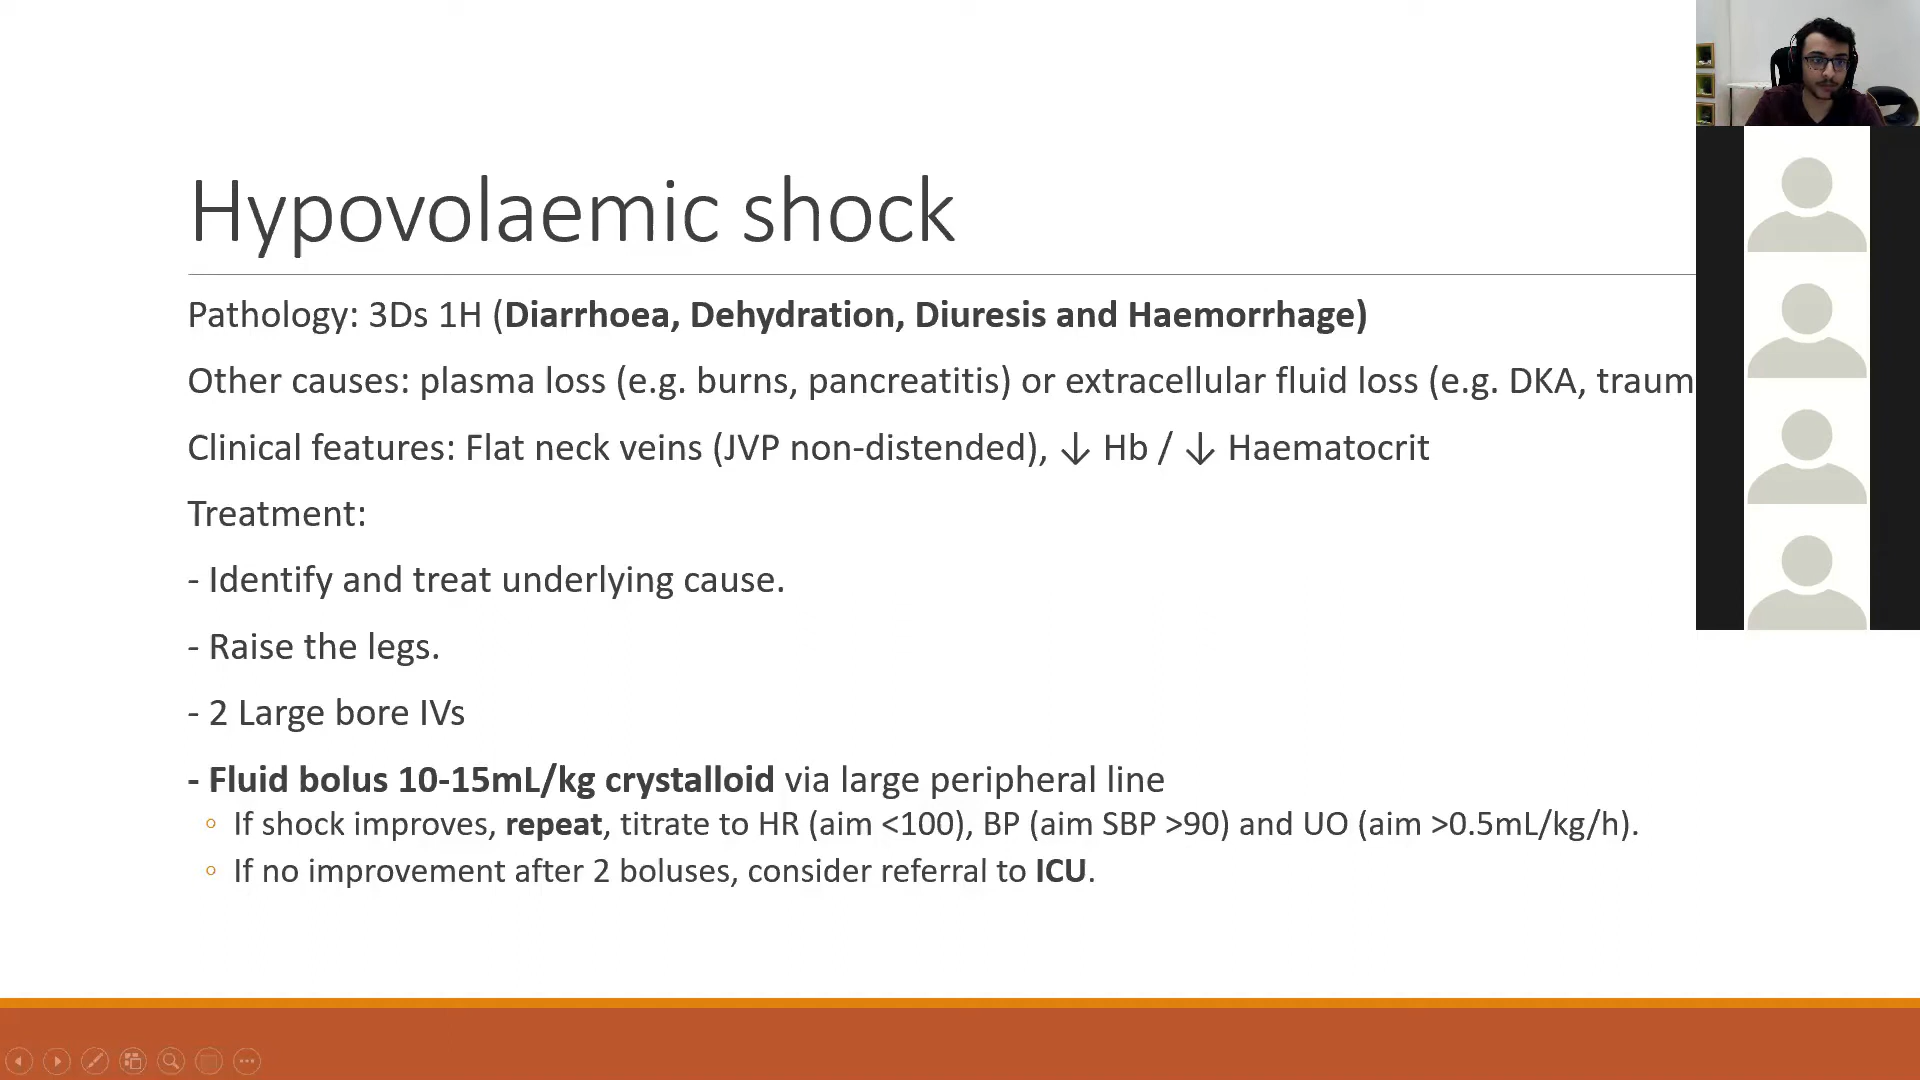 Hypovolaemic shock
Pathology: 3Ds 1H (Diarrhoea, Dehydration, Diuresis and Haemorrhage)
Other causes: plasma loss (e.g. burns, pancreatitis) or extracellular fluid loss (e.g. DKA, traum
Clinical features: Flat neck veins (JVP non-distended), ↓ Hb / ↓ Haematocrit
Treatment:
- Identify and treat underlying cause.
- Raise the legs.
- 2 Large bore IVs
- Fluid bolus 10-15mL/kg crystalloid via large peripheral line
◦ If shock improves, repeat, titrate to HR (aim <100), BP (aim SBP >90) and UO (aim >0.5mL/kg/h).
◦ If no improvement after 2 boluses, consider referral to ICU.